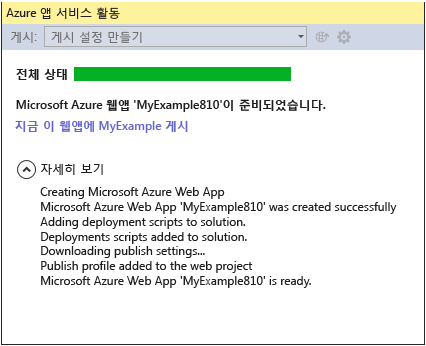 Azure 앱 서비스 활동
게시: 게시 설정 만들기
전체 상태
Microsoft Azure 웹앱 'MyExample810'이 준비되었습니다.
지금 이 웹앱에 MyExample 게시
자세히 보기
Creating Microsoft Azure Web App
Microsoft Azure Web App 'MyExample810' was created successfully
Adding deployment scripts to solution.
Deployments scripts added to solution.
Downloading publish settings...
Publish profile added to the web project
Microsoft Azure Web App 'MyExample810' is ready.